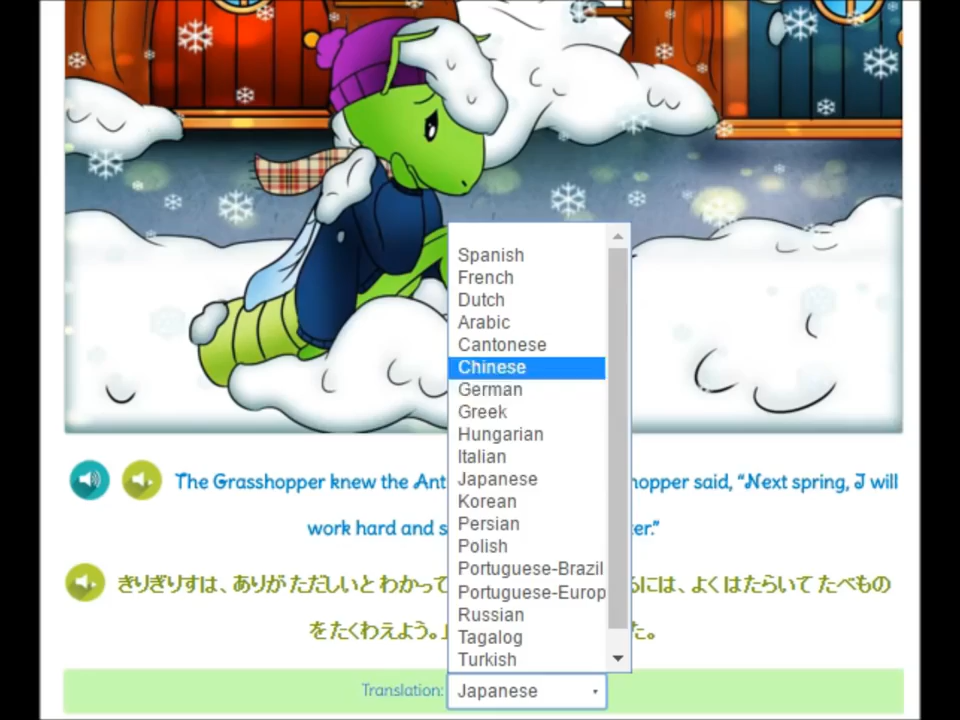 Spanish
French
Dutch
Arabic
Cantonese
Chinese
German
Greek
Hungarian
Italian
Japanese
Korean
Persian
Polish
Portuguese-Brazil
Portuguese-Europ
Russian
Tagalog
Turkish
The Grasshopper knew the Ant hopper said, “Next spring, I will
work hard and s er.”
きりぎりすは、ありが ただしいと わかって るには、よく はたらいて たべもの
を たくわえよう。 た。
Translation: Japanese